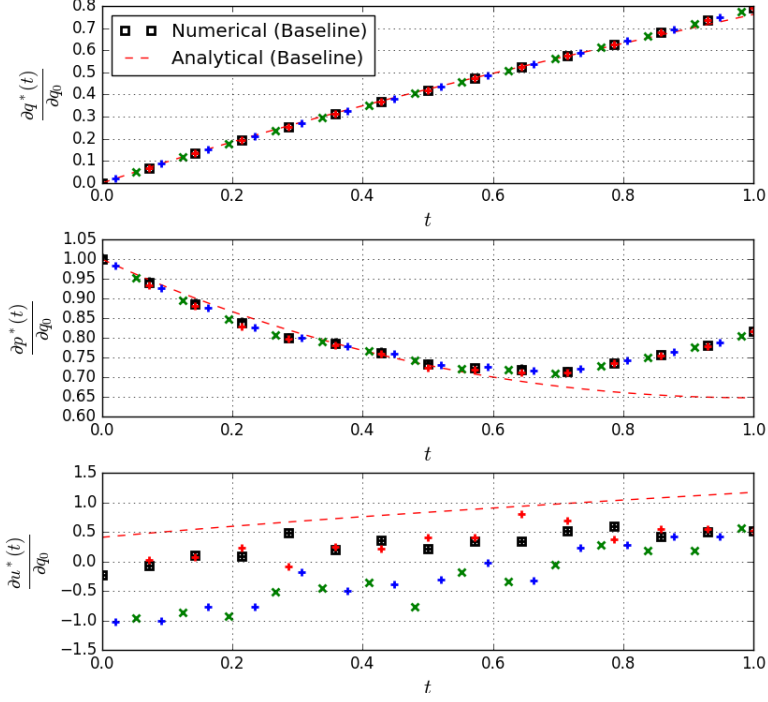 0.8
0.7
0.6
0.5
0.4
0.3
0.2
0.1
0.0
∂q*(t)
∂q₀
Numerical (Baseline)
Analytical (Baseline)
0.0 0.2 0.4 0.6 0.8 1.0
t
1.05
1.00
0.95
0.90
0.85
0.80
0.75
0.70
0.65
0.60
∂p*(t)
∂q₀
0.0 0.2 0.4 0.6 0.8 1.0
t
1.5
1.0
0.5
0.0
−0.5
−1.0
−1.5
∂u*(t)
∂q₀
0.0 0.2 0.4 0.6 0.8 1.0
t